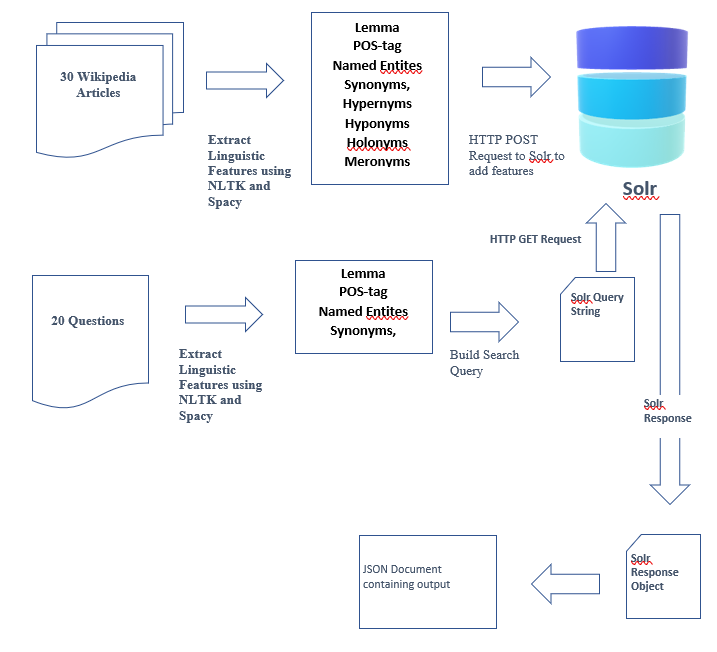 30 Wikipedia
Articles
Extract
Linguistic
Features using
NLTK and
Spacy
Lemma
POS-tag
Named Entites
Synonyms,
Hypernyms
Hyponyms
Holonyms
Meronyms
HTTP POST
Request to Solr to
add features
Solr
HTTP GET Request
20 Questions
Extract
Linguistic
Features using
NLTK and
Spacy
Lemma
POS-tag
Named Entites
Synonyms,
Build Search
Query
Solr Query
String
Solr
Response
Solr
Response
Object
JSON Document
containing output